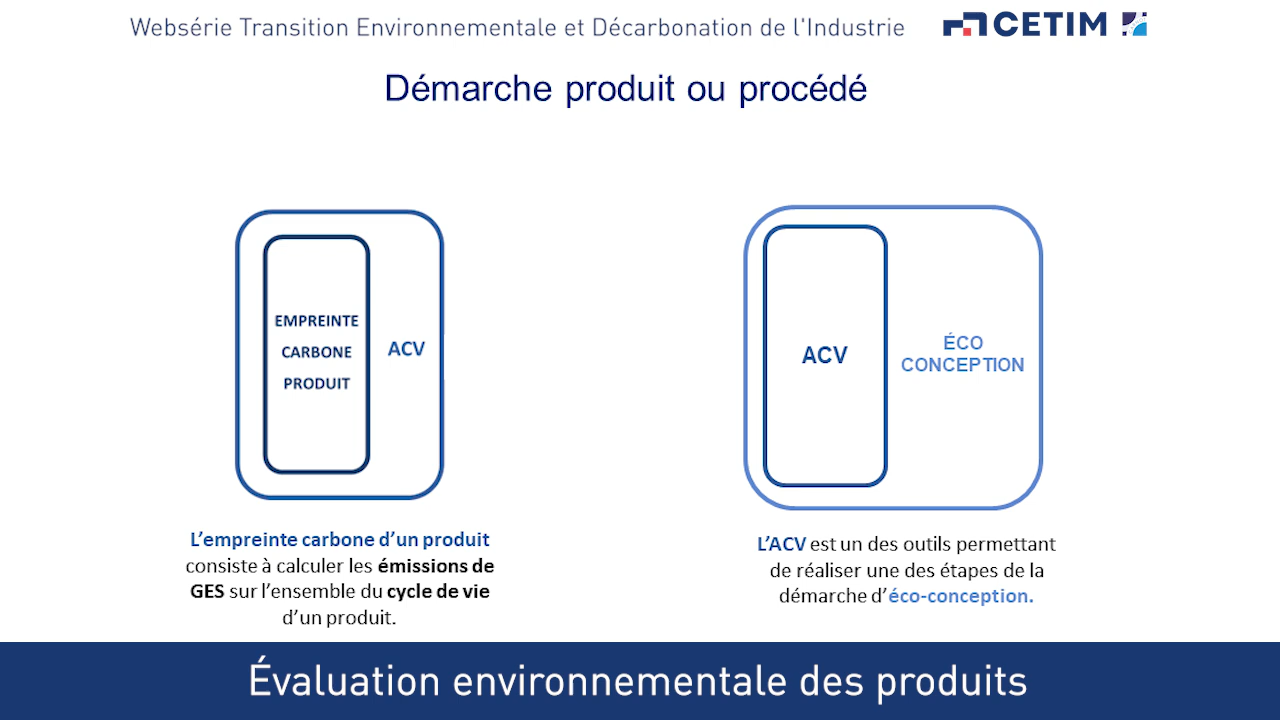 Websérie Transition Environnementale et Décarbonation de l'Industrie
CETIM
Démarche produit ou procédé
EMPREINTE
CARBONE
PRODUIT
ACV
L’empreinte carbone d’un produit
consiste à calculer les émissions de
GES sur l’ensemble du cycle de vie
d’un produit.
ACV
ÉCO
CONCEPTION
L’ACV est un des outils permettant
de réaliser une des étapes de la
démarche d’éco-conception.
Évaluation environnementale des produits